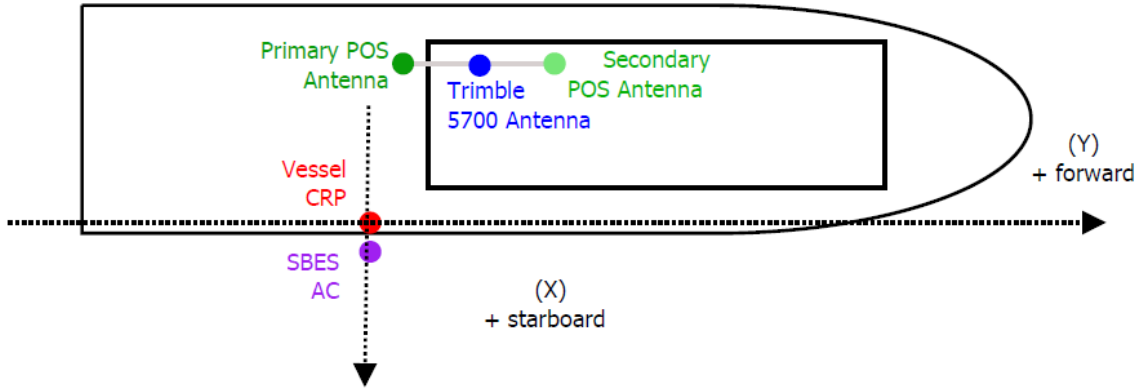 Primary POS
Antenna
Secondary
POS Antenna
Trimble
5700 Antenna
(Y)
+ forward
Vessel
CRP
SBES
AC
(X)
+ starboard